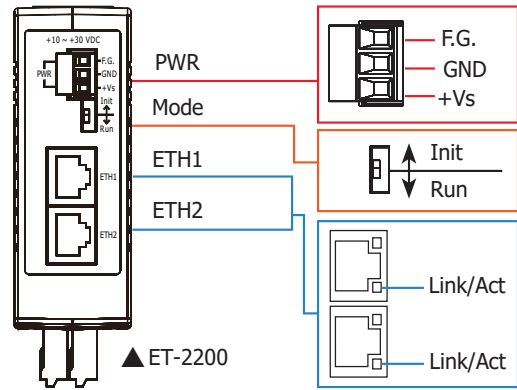 +10 ~ +30 VDC
PWR
F.G.
GND
+Vs
Init
Run
ETH1
ETH2
PWR
Mode
ETH1
ETH2
▲ET-2200
F.G.
GND
+Vs
Init
Run
Link/Act
Link/Act